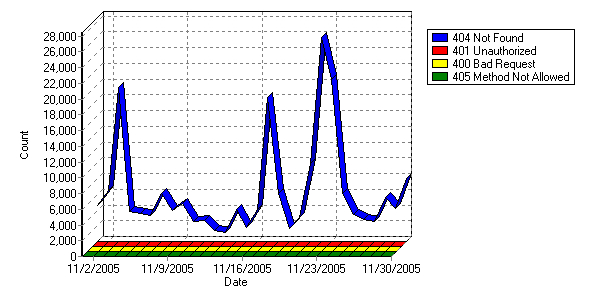 28,000
26,000
24,000
22,000
20,000
18,000
16,000
14,000
12,000
10,000
8,000
6,000
4,000
2,000
0
Count
11/2/2005 11/9/2005 11/16/2005 11/23/2005 11/30/2005
Date
404 Not Found
401 Unauthorized
400 Bad Request
405 Method Not Allowed